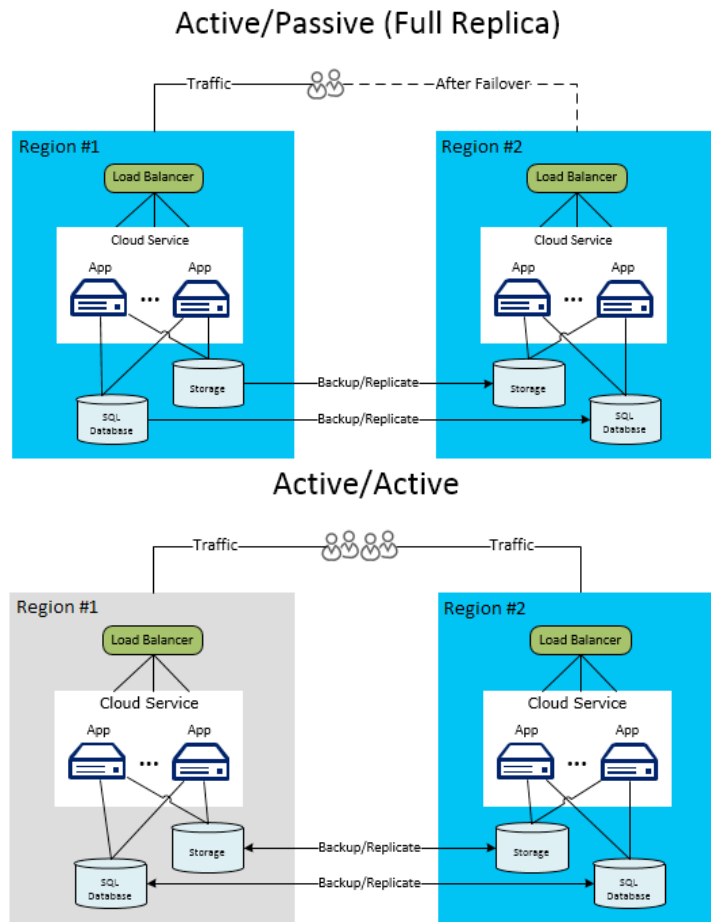 Active/Passive (Full Replica)
Traffic
After Failover
Region #1
Region #2
Load Balancer
Load Balancer
Cloud Service
Cloud Service
App
App
App
App
...
...
Storage
Backup/Replicate
Storage
SQL
Database
Backup/Replicate
SQL
Database
Active/Active
Traffic
Traffic
Region #1
Region #2
Load Balancer
Load Balancer
Cloud Service
Cloud Service
App
App
App
App
...
...
Storage
Backup/Replicate
Storage
SQL
Database
Backup/Replicate
SQL
Database